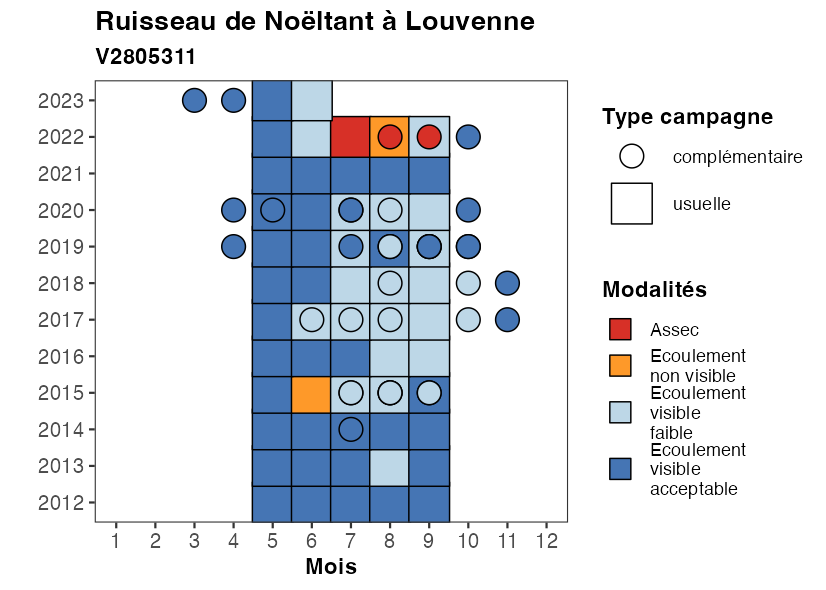 Ruisseau de Noëltant à Louvenne
V2805311
2023
2022
2021
2020
2019
2018
2017
2016
2015
2014
2013
2012
1 2 3 4 5 6 7 8 9 10 11 12
Mois
Type campagne
complémentaire
usuelle
Modalités
Assec
Ecoulement
non visible
Ecoulement
visible
faible
Ecoulement
visible
acceptable